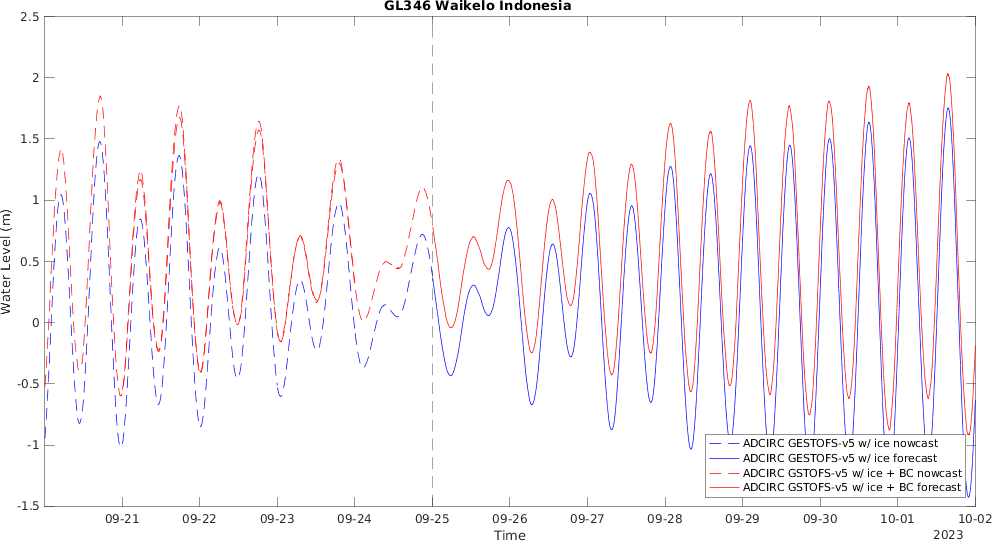 GL346 Waikelo Indonesia
2.5
2
1.5
1
0.5
0
-0.5
-1
-1.5
Water Level (m)
ADCIRC GESTOFS-v5 w/ ice nowcast
ADCIRC GESTOFS-v5 w/ ice forecast
ADCIRC GSTOFS-v5 w/ ice + BC nowcast
ADCIRC GSTOFS-v5 w/ ice + BC forecast
09-21 09-22 09-23 09-24 09-25 09-26 09-27 09-28 09-29 09-30 10-01 10-02
Time
2023